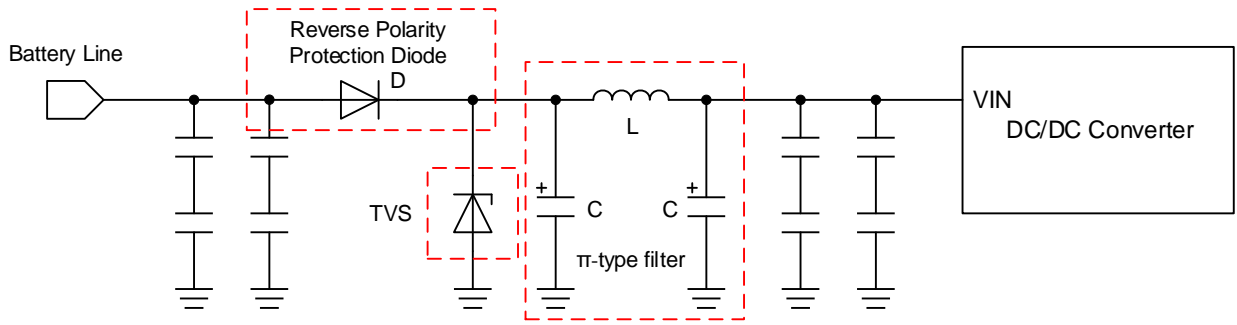 Reverse Polarity
Protection Diode
D
Battery Line
VIN
DC/DC Converter
L
TVS
+
C
+
C
π-type filter